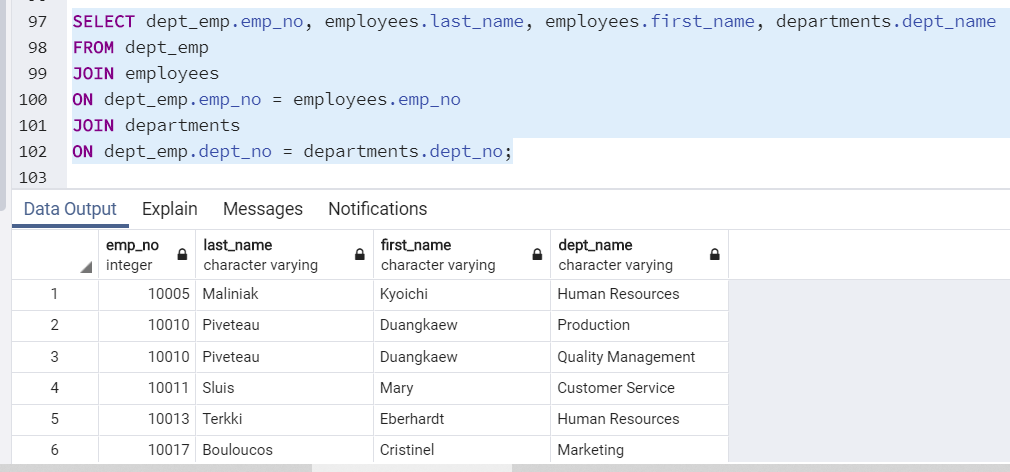 97 SELECT dept_emp.emp_no, employees.last_name, employees.first_name, departments.dept_name
98 FROM dept_emp
99 JOIN employees
100 ON dept_emp.emp_no = employees.emp_no
101 JOIN departments
102 ON dept_emp.dept_no = departments.dept_no;
103
Data Output Explain Messages Notifications
emp_no last_name first_name dept_name
integer character varying character varying character varying
1 10005 Maliniak Kyoichi Human Resources
2 10010 Piveteau Duangkaew Production
3 10010 Piveteau Duangkaew Quality Management
4 10011 Sluis Mary Customer Service
5 10013 Terkki Eberhardt Human Resources
6 10017 Bouloucos Cristinel Marketing